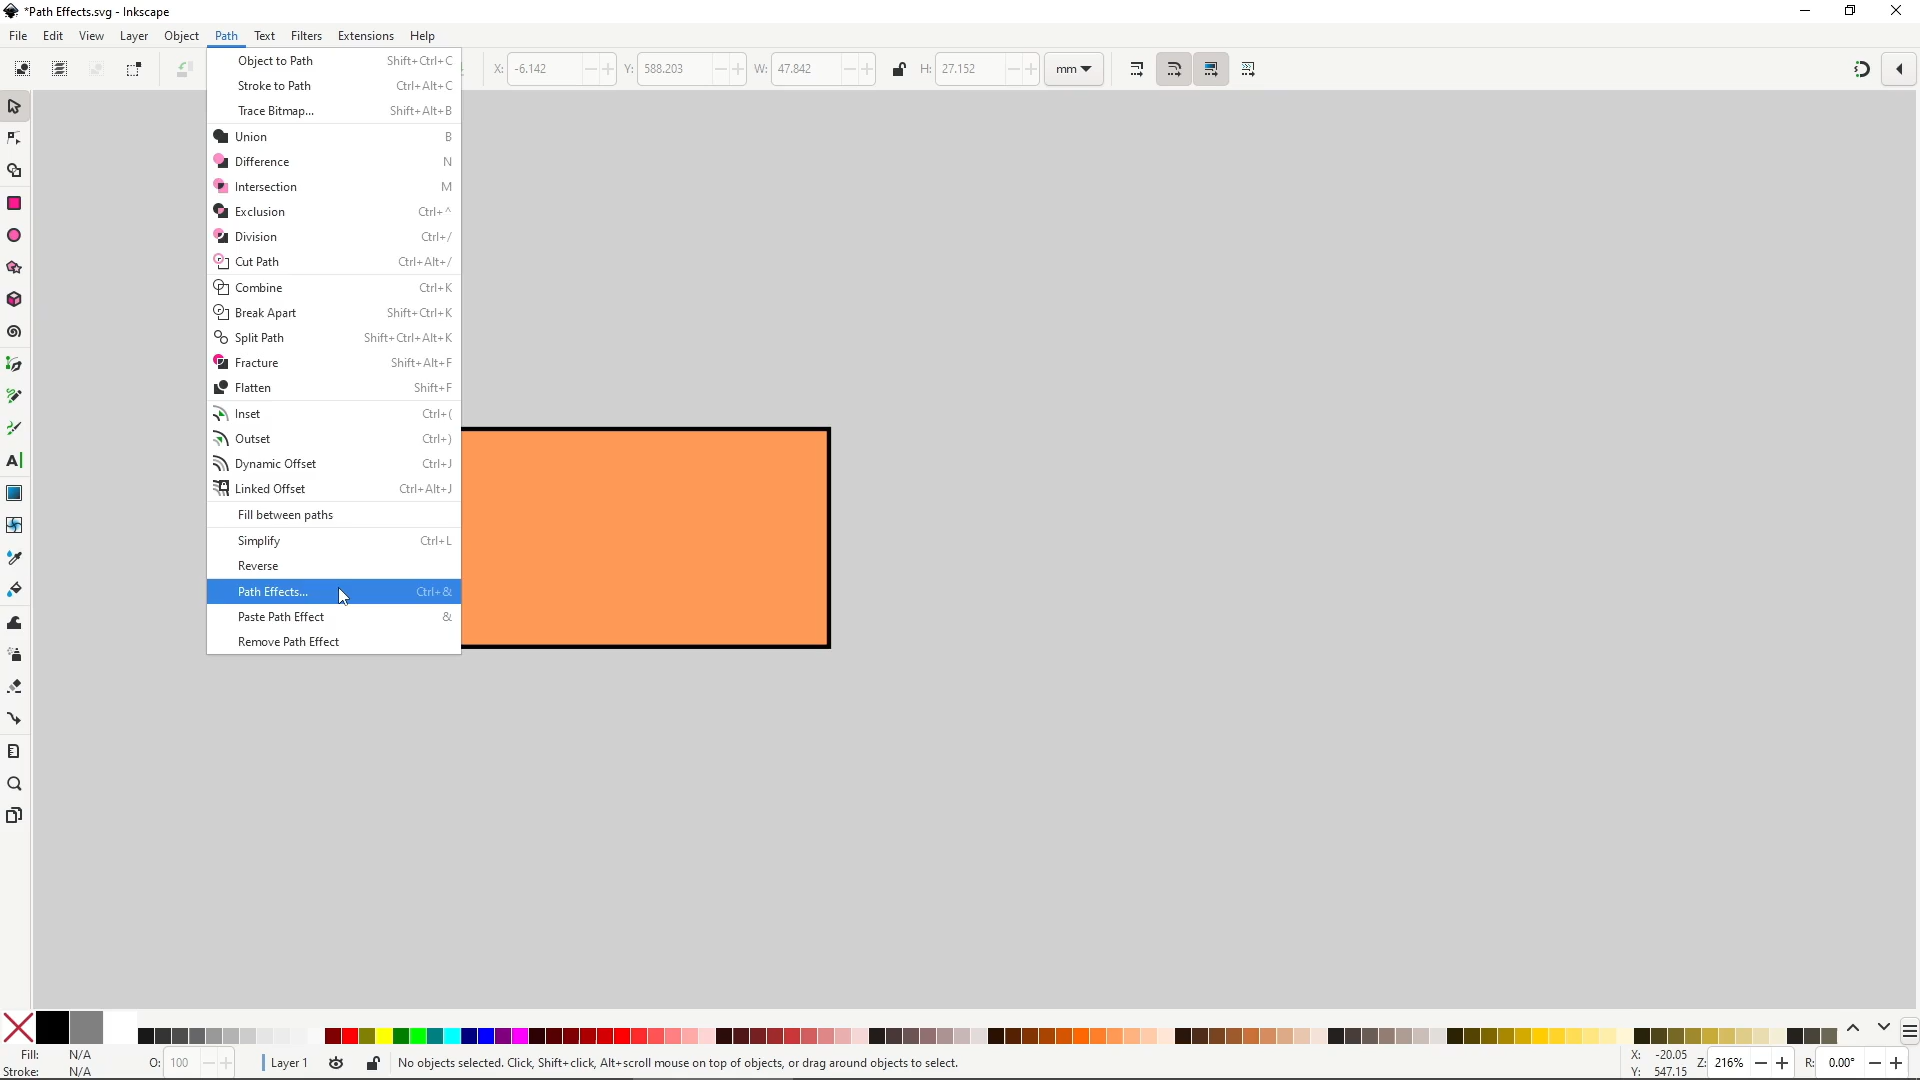 *Path Effects.svg - Inkscape
File Edit View Layer Object Path Text Filters Extensions Help
X: -6.142 Y: 588.203 W: 47.842 H: 27.152 mm
Object to Path Shift+Ctrl+C
Stroke to Path Ctrl+Alt+C
Trace Bitmap... Shift+Alt+B
Union B
Difference N
Intersection M
Exclusion Ctrl+^
Division Ctrl+/
Cut Path Ctrl+Alt+/
Combine Ctrl+K
Break Apart Shift+Ctrl+K
Split Path Shift+Ctrl+Alt+K
Fracture Shift+Alt+F
Flatten Shift+F
Inset Ctrl+(
Outset Ctrl+)
Dynamic Offset Ctrl+J
Linked Offset Ctrl+Alt+J
Fill between paths
Simplify Ctrl+L
Reverse
Path Effects... Ctrl+&
Paste Path Effect &
Remove Path Effect
Fill: N/A
Stroke: N/A
O: 100
Layer 1
No objects selected. Click, Shift+click, Alt+scroll mouse on top of objects, or drag around objects to select.
X: -20.05
Y: 547.15
Z: 216%
R: 0.00°